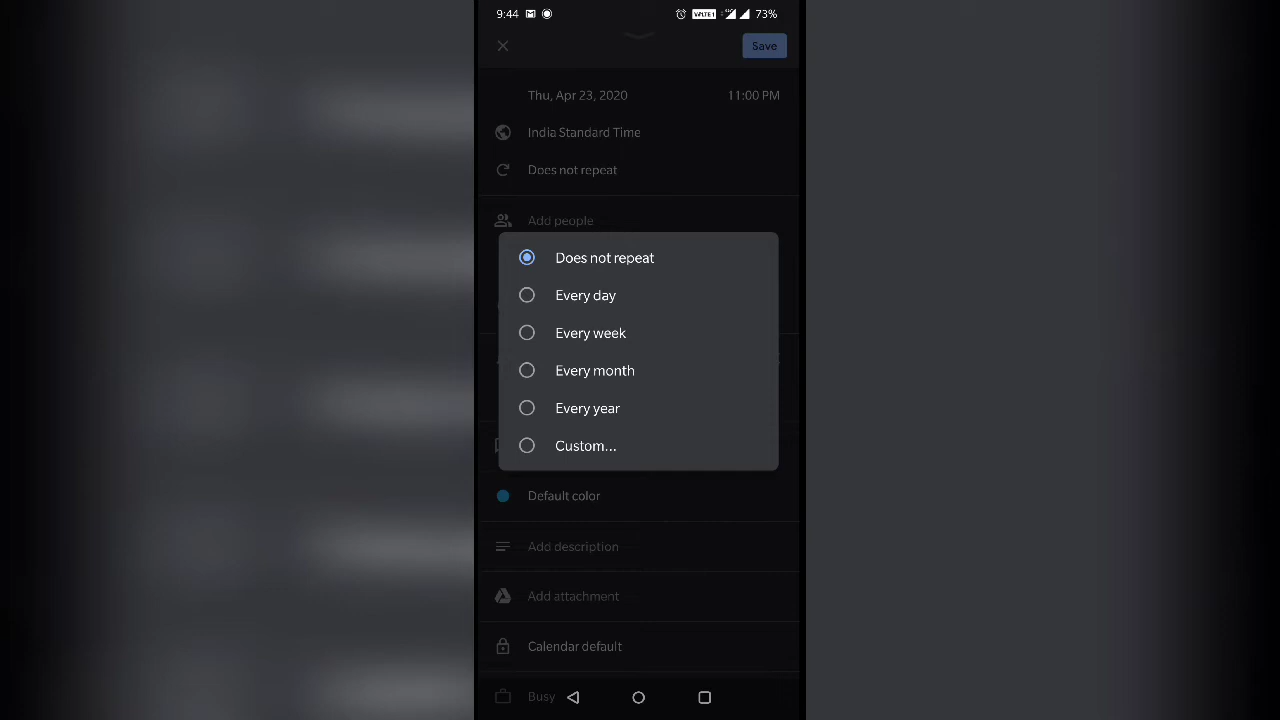 9:44 VoLTE1 73%
Save
Thu, Apr 23, 2020 11:00 PM
India Standard Time
Does not repeat
Add people
Does not repeat
Every day
Every week
Every month
Every year
Custom...
Default color
Add description
Add attachment
Calendar default
Busy